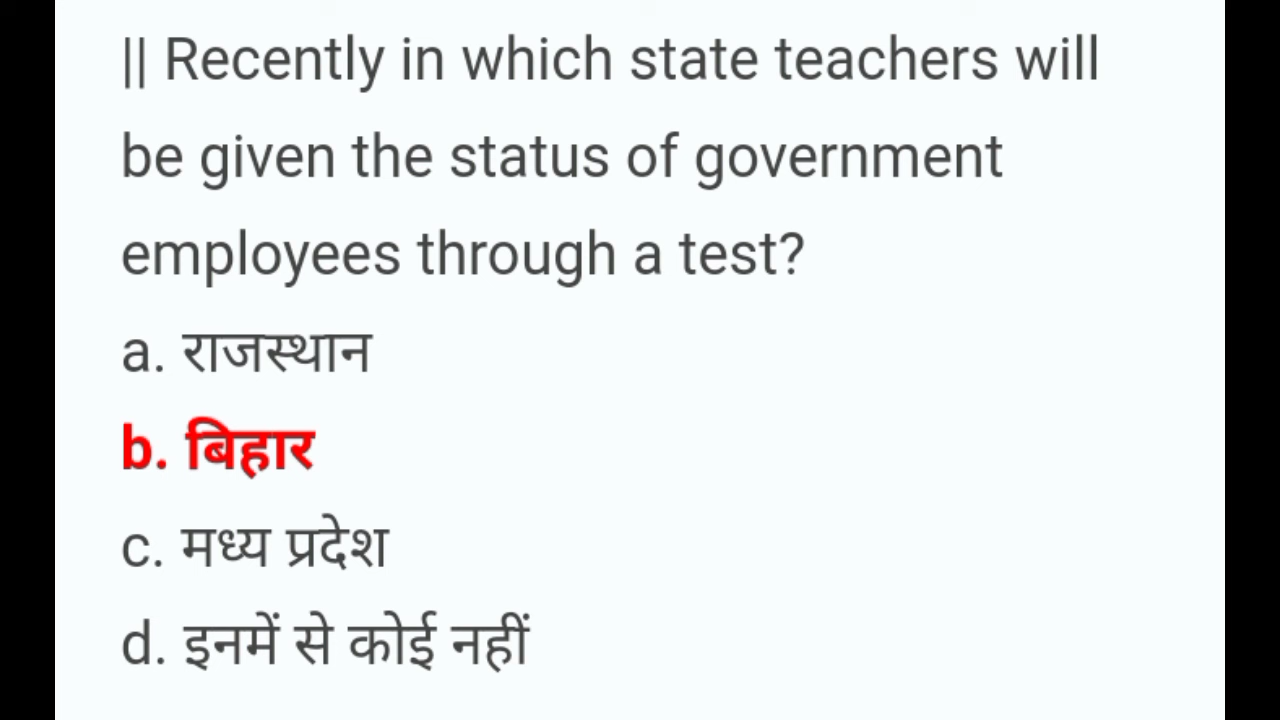 || Recently in which state teachers will
be given the status of government
employees through a test?
a. राजस्थान
b. बिहार
c. मध्य प्रदेश
d. इनमें से कोई नहीं